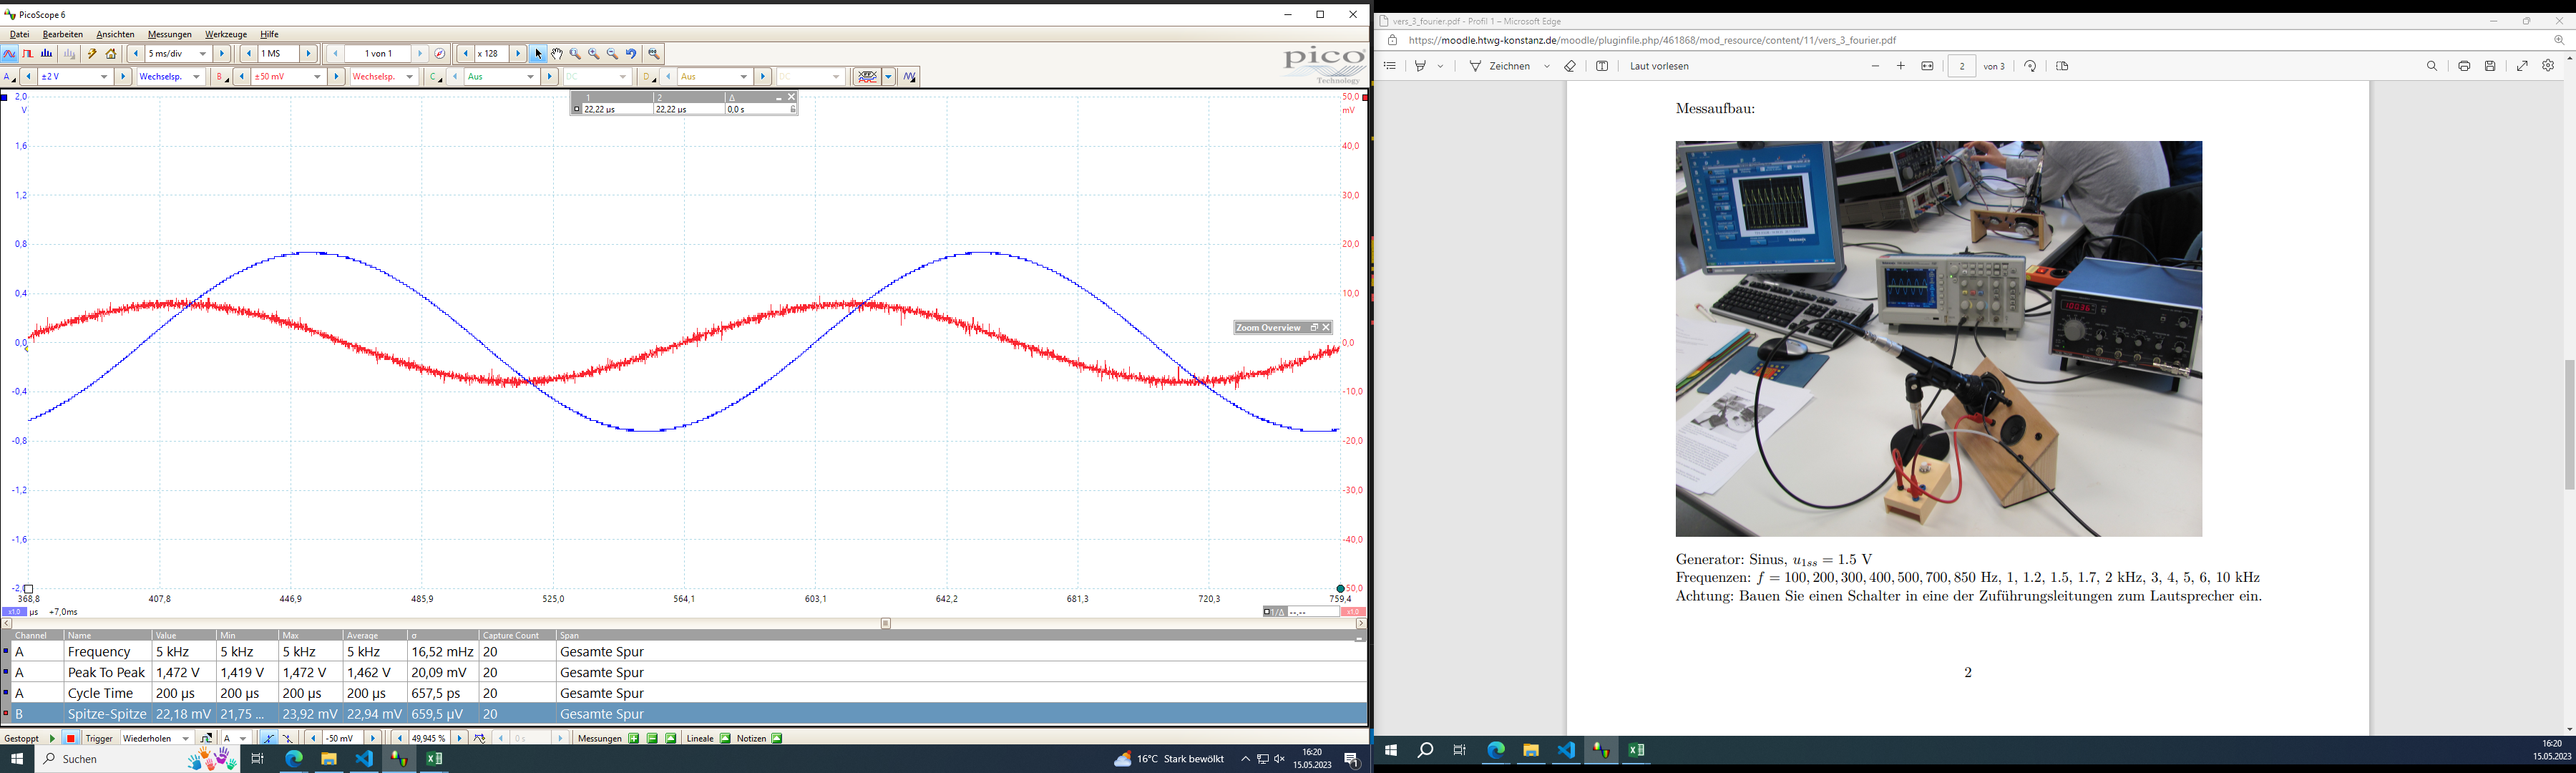 PicoScope 6
Datei Bearbeiten Ansichten Messungen Werkzeuge Hilfe
5 ms/div 1 MS 1 von 1 x 128
pico
Technology
A ±2 V Wechselsp. B ±50 mV Wechselsp. C Aus DC D Aus DC
1 2 Δ
22,22 µs 22,22 µs 0,0 s
2,0
V
1,6
1,2
0,8
0,4
0,0
-0,4
-0,8
-1,2
-1,6
-2,0
50,0
mV
40,0
30,0
20,0
10,0
0,0
-10,0
-20,0
-30,0
-40,0
-50,0
Zoom Overview
368,8 407,8 446,9 485,9 525,0 564,1 603,1 642,2 681,3 720,3 759,4
x1,0 µs +7,0ms 1/Δ --,-- x1,0
Channel Name Value Min Max Average σ Capture Count Span
A Frequency 5 kHz 5 kHz 5 kHz 5 kHz 16,52 mHz 20 Gesamte Spur
A Peak To Peak 1,472 V 1,419 V 1,472 V 1,462 V 20,09 mV 20 Gesamte Spur
A Cycle Time 200 µs 200 µs 200 µs 200 µs 657,5 ps 20 Gesamte Spur
B Spitze-Spitze 22,18 mV 21,75 ... 23,92 mV 22,94 mV 659,5 µV 20 Gesamte Spur
Gestoppt Trigger Wiederholen A -50 mV 49,945 % 0 s Messungen Lineale Notizen
Suchen
16°C Stark bewölkt
16:20
15.05.2023
1
vers_3_fourier.pdf - Profil 1 – Microsoft Edge
https://moodle.htwg-konstanz.de/moodle/pluginfile.php/461868/mod_resource/content/11/vers_3_fourier.pdf
Zeichnen Laut vorlesen 2 von 3
Messaufbau:
Generator: Sinus, u1ss = 1.5 V
Frequenzen: f = 100, 200, 300, 400, 500, 700, 850 Hz, 1, 1.2, 1.5, 1.7, 2 kHz, 3, 4, 5, 6, 10 kHz
Achtung: Bauen Sie einen Schalter in eine der Zuführungsleitungen zum Lautsprecher ein.
2
16:20
15.05.2023